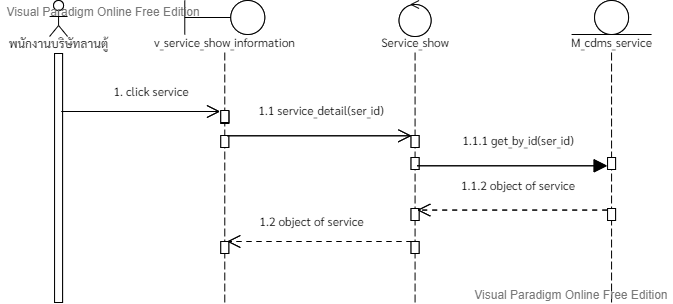 Visual Paradigm Online Free Edition
พนักงานบริษัทลานตู้
v_service_show_information
Service_show
M_cdms_service
1. click service
1.1 service_detail(ser_id)
1.1.1 get_by_id(ser_id)
1.1.2 object of service
1.2 object of service
Visual Paradigm Online Free Edition